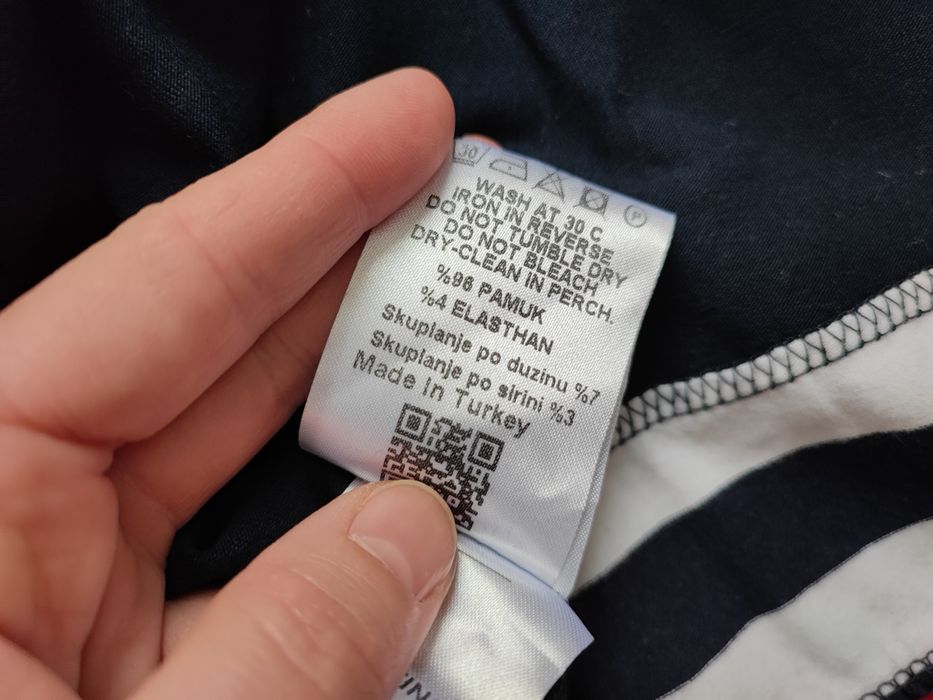 30
P
WASH AT 30 C
IRON IN REVERSE
DO NOT TUMBLE DRY
DO NOT BLEACH
DRY-CLEAN IN PERCH.
%96 PAMUK
%4 ELASTHAN
Skuplanje po duzinu %7
Skuplanje po sirini %3
Made In Turkey